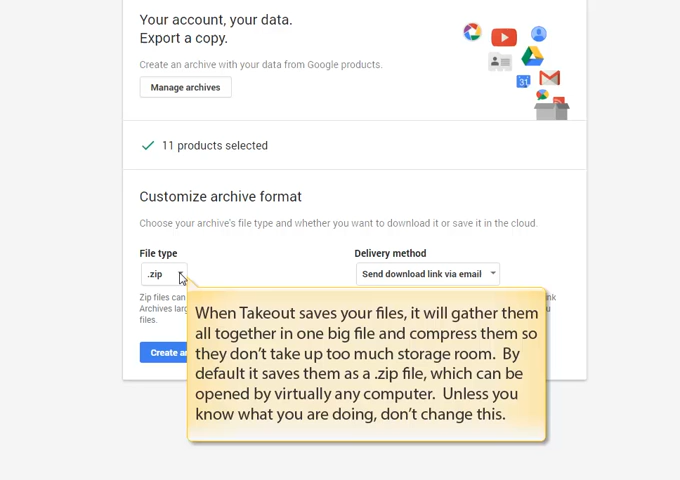 Your account, your data.
Export a copy.
Create an archive with your data from Google products.
Manage archives
31
11 products selected
Customize archive format
Choose your archive's file type and whether you want to download it or save it in the cloud.
File type
Delivery method
.zip
Send download link via email
Zip files can
nk
Archives larg
u
files.
Create an
When Takeout saves your files, it will gather them
all together in one big file and compress them so
they don't take up too much storage room. By
default it saves them as a .zip file, which can be
opened by virtually any computer. Unless you
know what you are doing, don't change this.